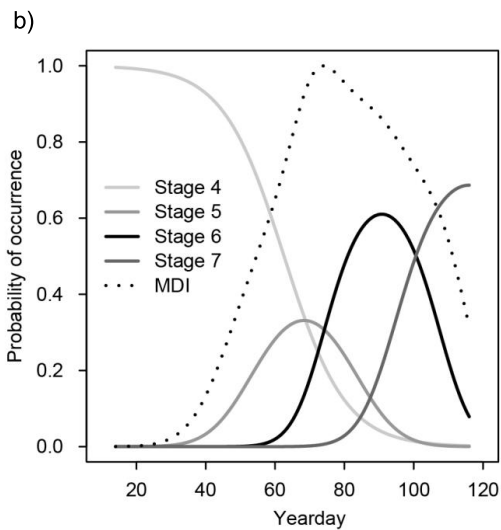 b)
1.0
0.8
0.6
0.4
0.2
0.0
Probability of occurrence
Stage 4
Stage 5
Stage 6
Stage 7
MDI
20 40 60 80 100 120
Yearday